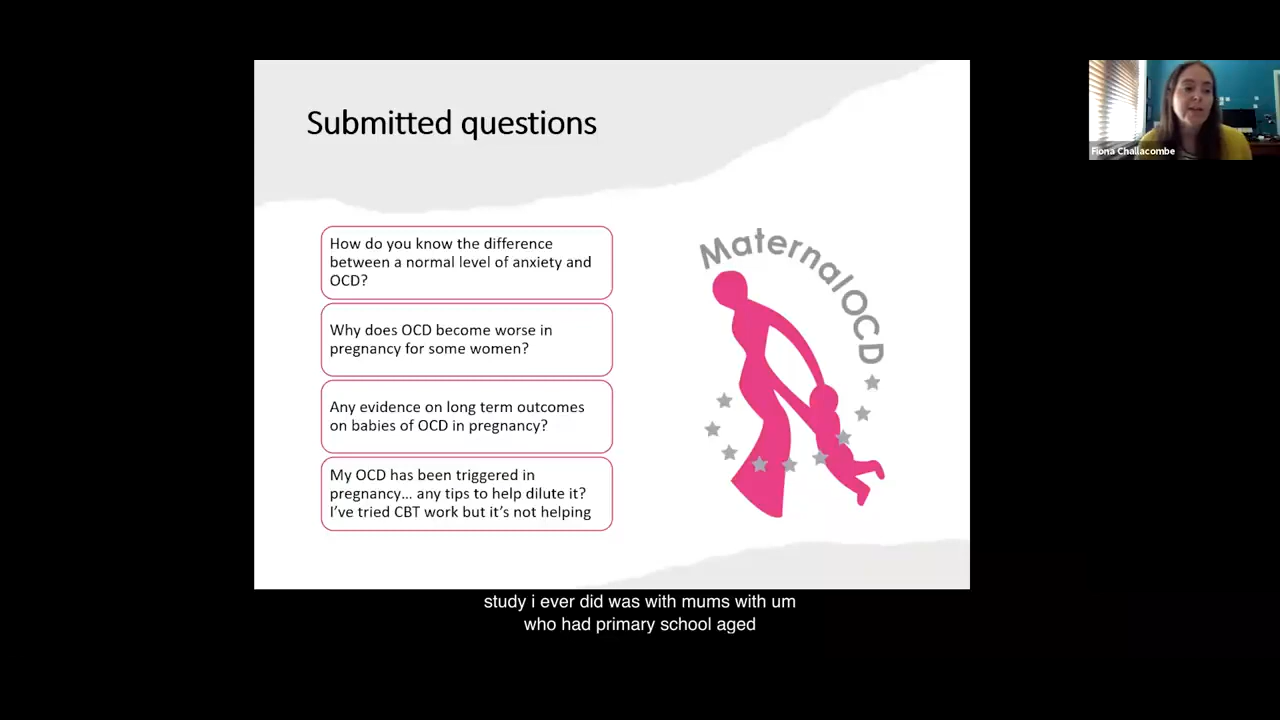 Submitted questions
How do you know the difference
between a normal level of anxiety and
OCD?
Why does OCD become worse in
pregnancy for some women?
Any evidence on long term outcomes
on babies of OCD in pregnancy?
My OCD has been triggered in
pregnancy... any tips to help dilute it?
I've tried CBT work but it's not helping
MaternalOCD
Fiona Challacombe
study i ever did was with mums with um
who had primary school aged